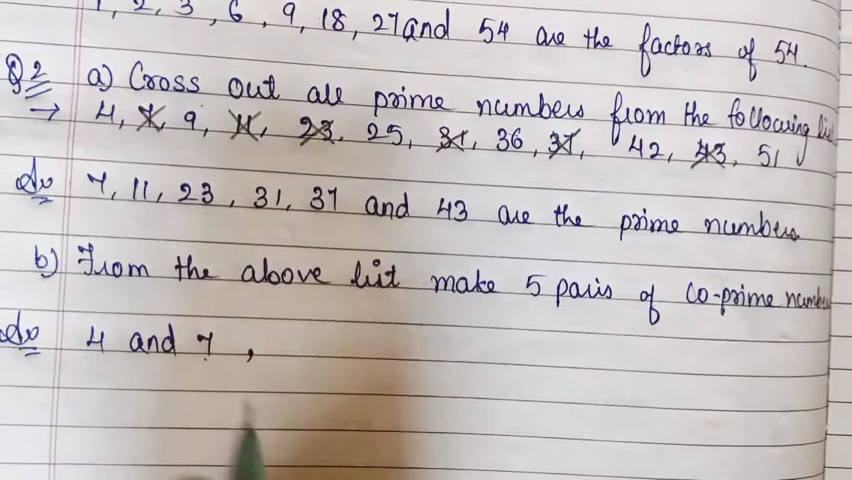 1, 2, 3, 6, 9, 18, 27 and 54 are the factors of 54.
Q2 a) Cross out all prime numbers from the following list
→ 4, 7, 9, 11, 23, 25, 31, 36, 37, 42, 43, 51
Ans 7, 11, 23, 31, 37 and 43 are the prime numbers
b) From the above list make 5 pairs of co-prime numbers
Ans 4 and 7,